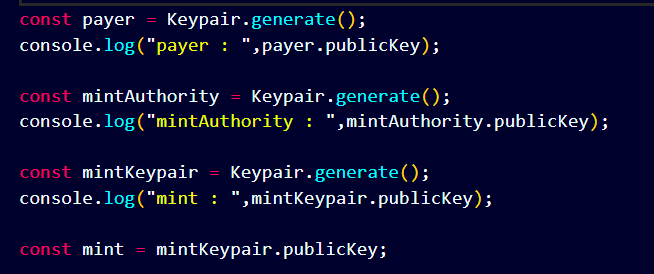 const payer = Keypair.generate();
console.log("payer : ",payer.publicKey);
const mintAuthority = Keypair.generate();
console.log("mintAuthority : ",mintAuthority.publicKey);
const mintKeypair = Keypair.generate();
console.log("mint : ",mintKeypair.publicKey);
const mint = mintKeypair.publicKey;